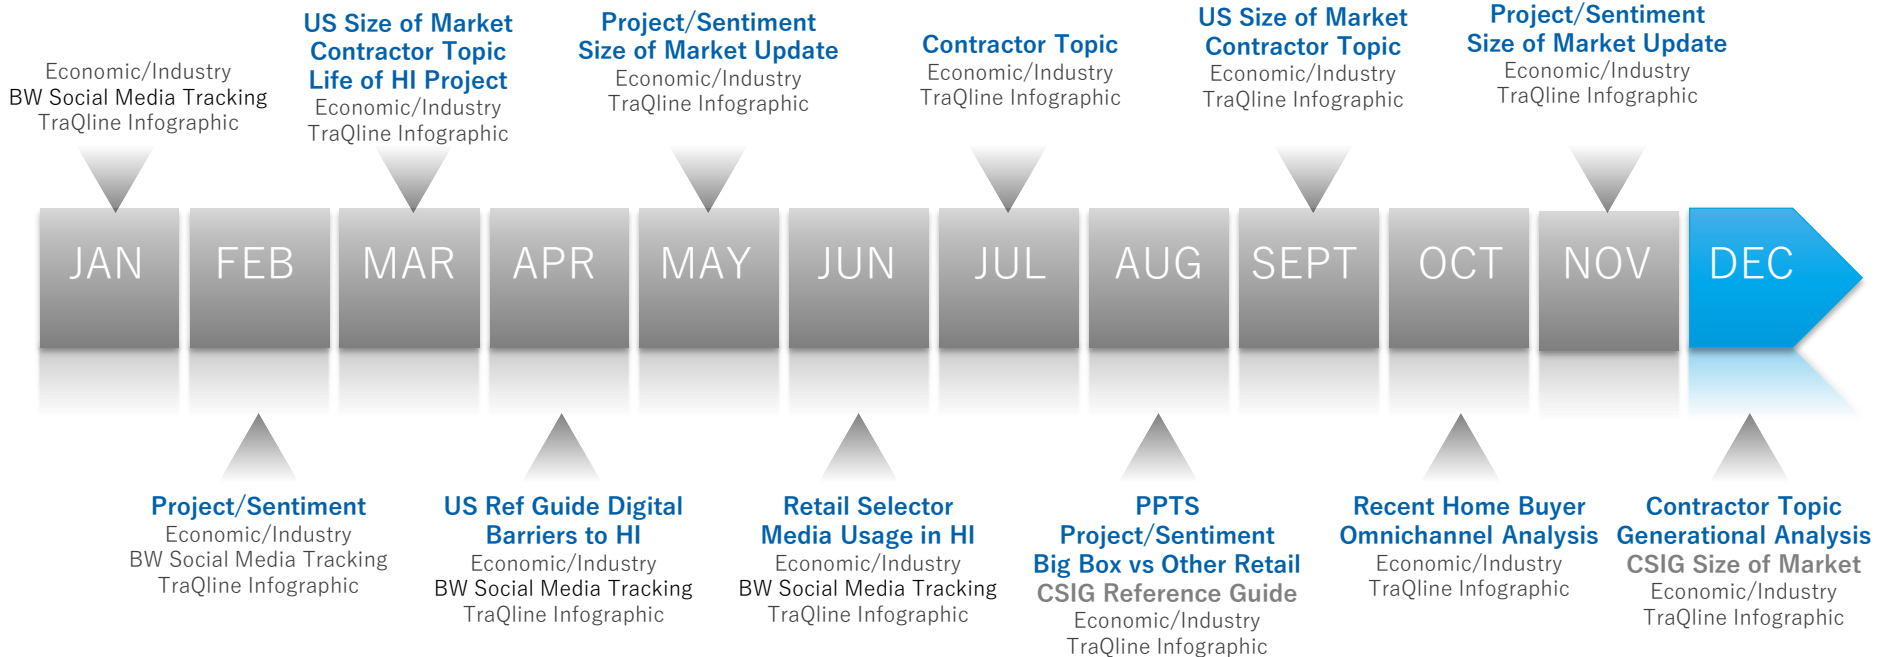 Economic/Industry
BW Social Media Tracking
TraQline Infographic
US Size of Market
Contractor Topic
Life of HI Project
Economic/Industry
TraQline Infographic
Project/Sentiment
Size of Market Update
Economic/Industry
TraQline Infographic
Contractor Topic
Economic/Industry
TraQline Infographic
US Size of Market
Contractor Topic
Economic/Industry
TraQline Infographic
Project/Sentiment
Size of Market Update
Economic/Industry
TraQline Infographic
JAN
FEB
MAR
APR
MAY
JUN
JUL
AUG
SEPT
OCT
NOV
DEC
Project/Sentiment
Economic/Industry
BW Social Media Tracking
TraQline Infographic
US Ref Guide Digital
Barriers to HI
Economic/Industry
BW Social Media Tracking
TraQline Infographic
Retail Selector
Media Usage in HI
Economic/Industry
BW Social Media Tracking
TraQline Infographic
PPTS
Project/Sentiment
Big Box vs Other Retail
CSIG Reference Guide
Economic/Industry
TraQline Infographic
Recent Home Buyer
Omnichannel Analysis
Economic/Industry
TraQline Infographic
Contractor Topic
Generational Analysis
CSIG Size of Market
Economic/Industry
TraQline Infographic